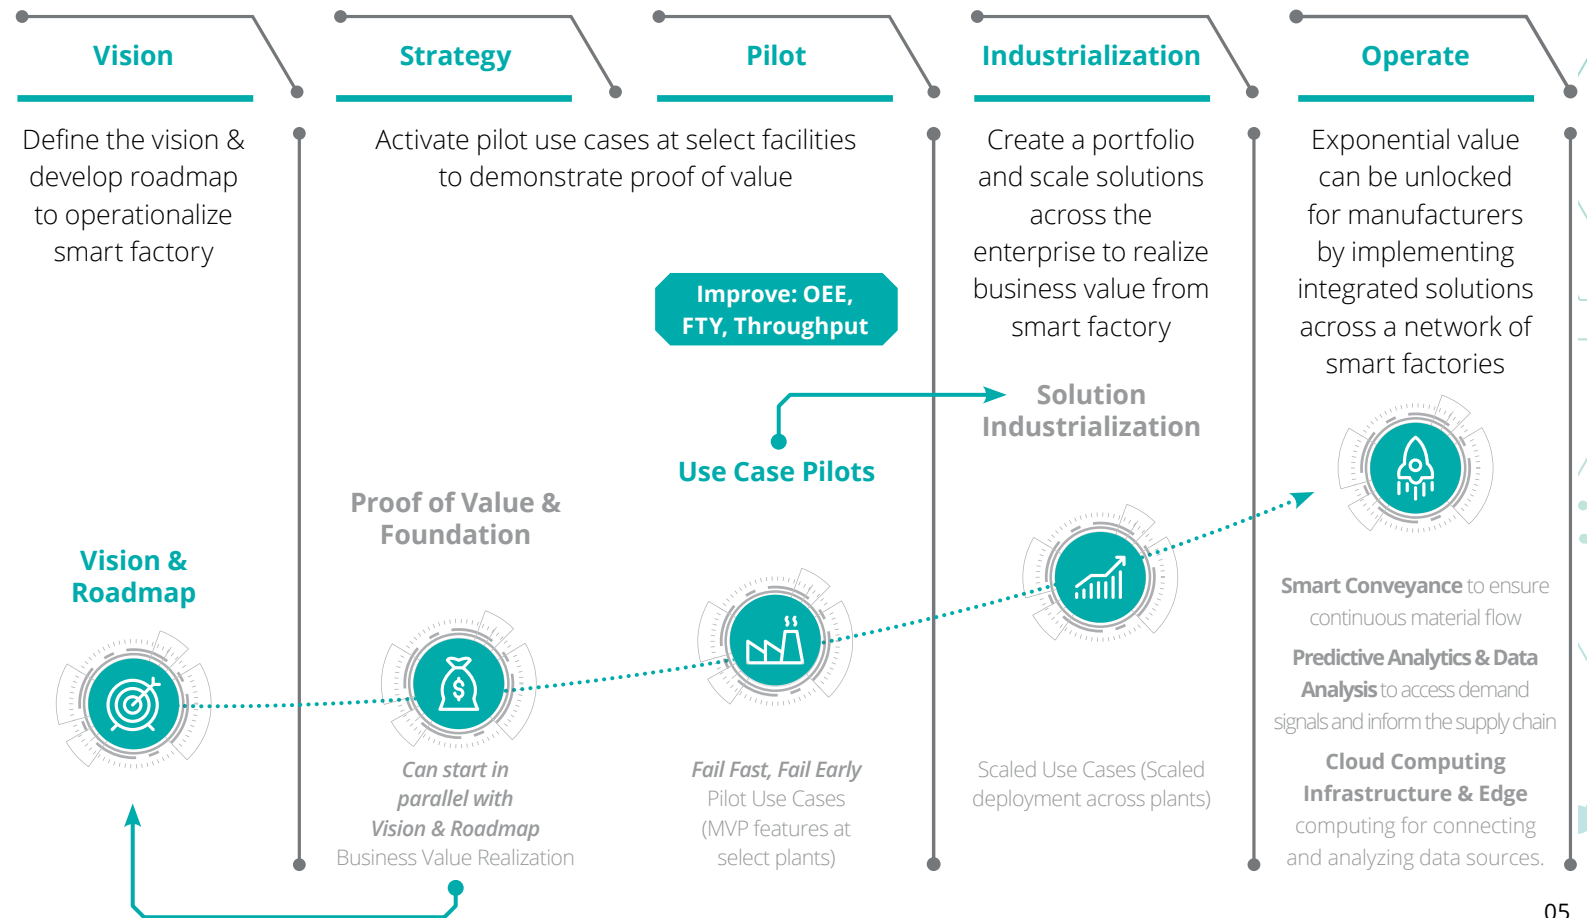 Vision
Strategy
Pilot
Industrialization
Operate
Define the vision &
develop roadmap
to operationalize
smart factory
Activate pilot use cases at select facilities
to demonstrate proof of value
Create a portfolio
and scale solutions
across the
enterprise to realize
business value from
smart factory
Exponential value
can be unlocked
for manufacturers
by implementing
integrated solutions
across a network of
smart factories
Improve: OEE,
FTY, Throughput
Solution
Industrialization
Use Case Pilots
Proof of Value &
Foundation
Vision &
Roadmap
$
Can start in
parallel with
Vision & Roadmap
Business Value Realization
Fail Fast, Fail Early
Pilot Use Cases
(MVP features at
select plants)
Scaled Use Cases (Scaled
deployment across plants)
Smart Conveyance to ensure
continuous material flow
Predictive Analytics & Data
Analysis to access demand
signals and inform the supply chain
Cloud Computing
Infrastructure & Edge
computing for connecting
and analyzing data sources.
05